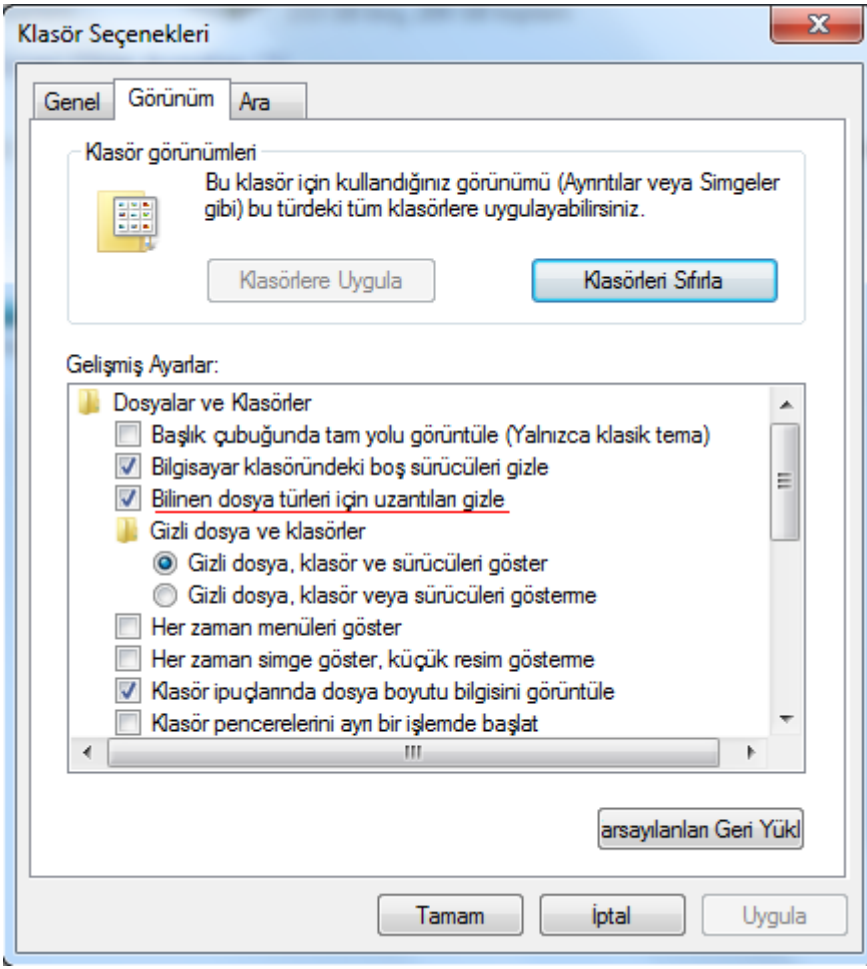 Klasör Seçenekleri
Genel
Görünüm
Ara
Klasör görünümleri
Bu klasör için kullandığınız görünümü (Ayrıntılar veya Simgeler
gibi) bu türdeki tüm klasörlere uygulayabilirsiniz.
Klasörlere Uygula
Klasörleri Sıfırla
Gelişmiş Ayarlar:
Dosyalar ve Klasörler
Başlık çubuğunda tam yolu görüntüle (Yalnızca klasik tema)
Bilgisayar klasöründeki boş sürücüleri gizle
Bilinen dosya türleri için uzantıları gizle
Gizli dosya ve klasörler
Gizli dosya, klasör ve sürücüleri göster
Gizli dosya, klasör veya sürücüleri gösterme
Her zaman menüleri göster
Her zaman simge göster, küçük resim gösterme
Klasör ipuçlarında dosya boyutu bilgisini görüntüle
Klasör pencerelerini ayrı bir işlemde başlat
arsayılanları Geri Yükl
Tamam
İptal
Uygula